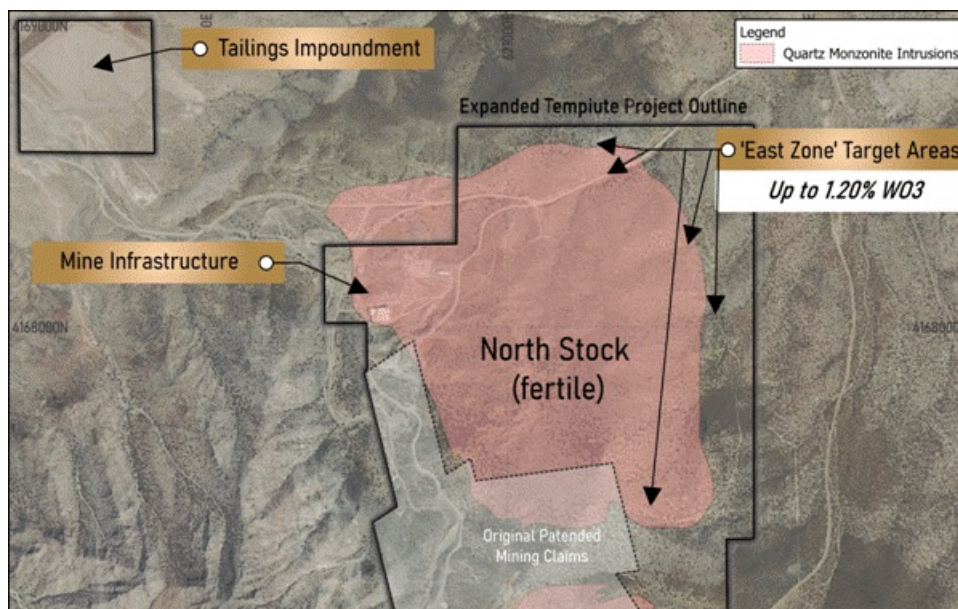 4169000N
Tailings Impoundment
Legend
Quartz Monzonite Intrusions
Expanded Tempiute Project Outline
'East Zone' Target Areas
Up to 1.20% WO3
Mine Infrastructure
4168000N
4168000N
North Stock
(fertile)
Original Patended
Mining Claims